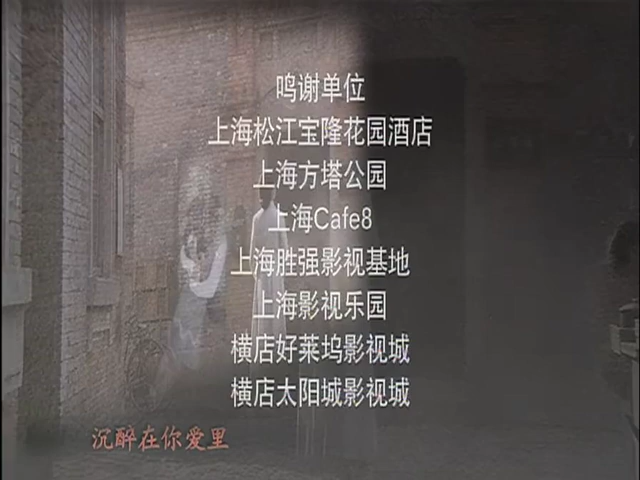 鸣谢单位
上海松江宝隆花园酒店
上海方塔公园
上海Cafe8
上海胜强影视基地
上海影视乐园
横店好莱坞影视城
横店太阳城影视城
沉醉在你爱里